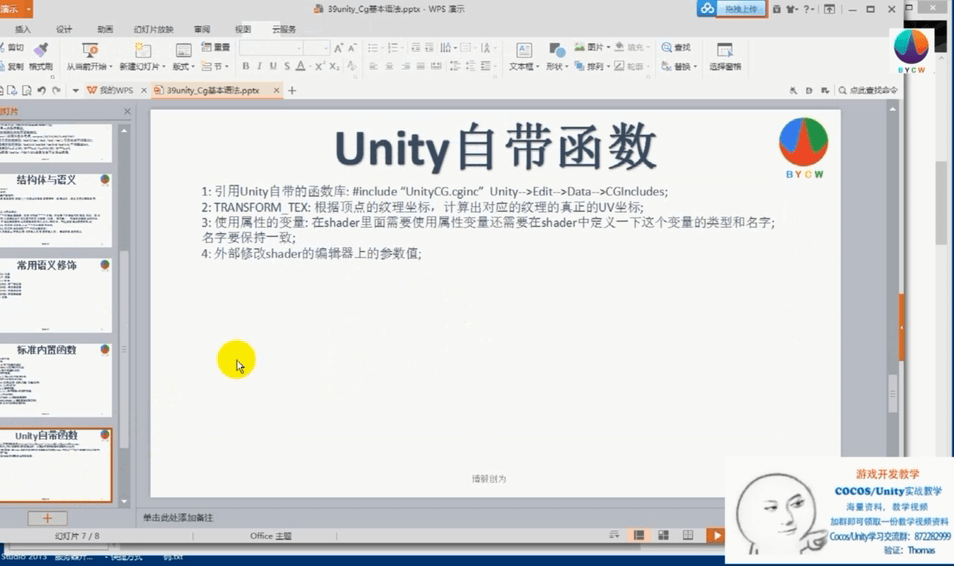 演示
39unity_Cg基本语法.pptx - WPS 演示
拖拽上传
插入 设计 动画 幻灯片放映 审阅 视图 云服务
剪切
复制 格式刷
从当前开始 新建幻灯片 版式 节 重置
B I U S A X² X₂
文本框 形状 图片 排列 填充 轮廓 查找 替换 选择窗格
我的WPS 39unity_Cg基本语法.pptx
点此查找命令
BYCW
幻灯片
结构体与语义
常用语义修饰
标准内置函数
Unity自带函数
Unity自带函数
BYCW
1: 引用Unity自带的函数库: #include “UnityCG.cginc” Unity-->Edit-->Data-->CGIncludes;
2: TRANSFORM_TEX: 根据顶点的纹理坐标，计算出对应的纹理的真正的UV坐标;
3: 使用属性的变量: 在shader里面需要使用属性变量还需要在shader中定义一下这个变量的类型和名字;
名字要保持一致;
4: 外部修改shader的编辑器上的参数值;
博毅创为
单击此处添加备注
幻灯片 7 / 8
Office 主题
Studio 2013
快捷方式
游戏开发教学
COCOS/Unity实战教学
海量资料，教学视频
加群即可领取一份教学视频资料
Cocos/Unity学习交流群: 872282999
验证: Thomas